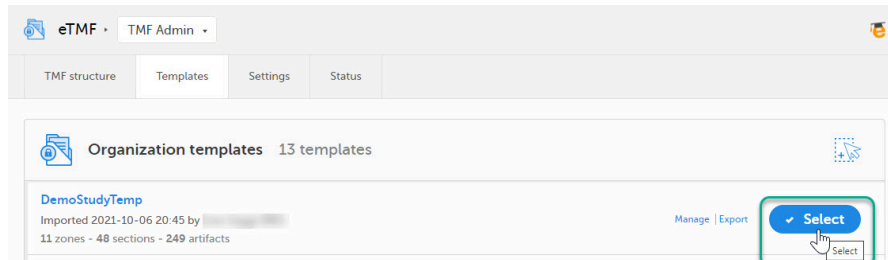 eTMF TMF Admin
TMF structure Templates Settings Status
Organization templates 13 templates
DemoStudyTemp
Imported 2021-10-06 20:45 by
Manage | Export Select
11 zones - 48 sections - 249 artifacts
Select